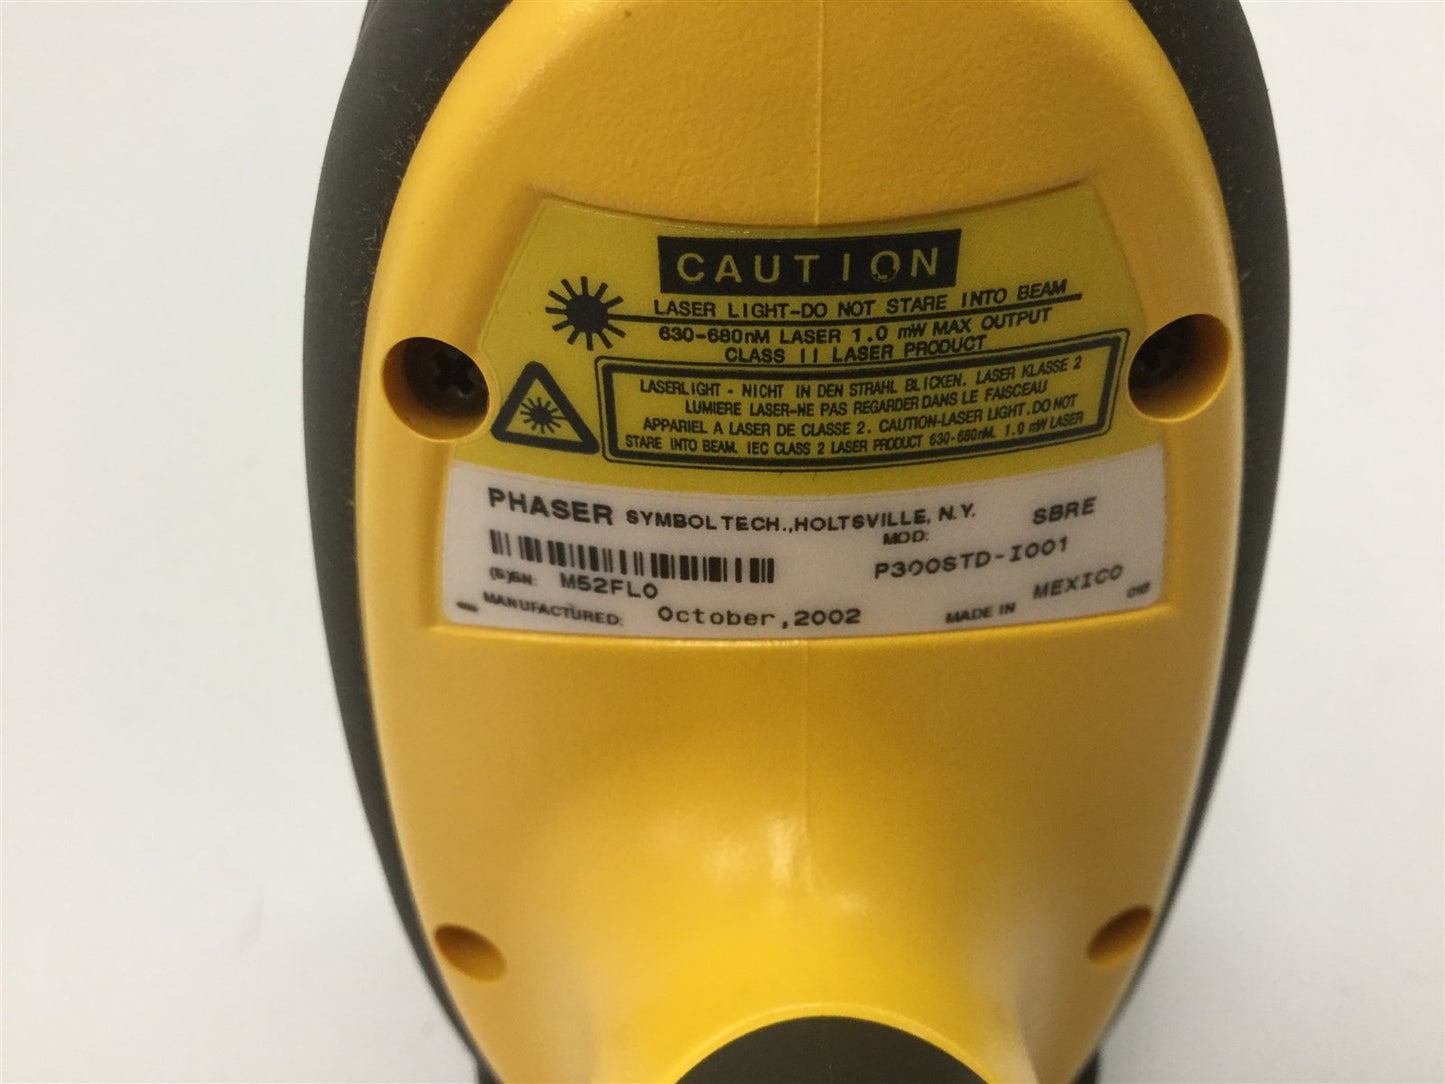 CAUTION
LASER LIGHT-DO NOT STARE INTO BEAM
630-680nM LASER 1.0 mW MAX OUTPUT
CLASS II LASER PRODUCT
LASERLIGHT - NICHT IN DEN STRAHL BLICKEN. LASER KLASSE 2
LUMIERE LASER-NE PAS REGARDER DANS LE FAISCEAU
APPARIEL A LASER DE CLASSE 2. CAUTION-LASER LIGHT. DO NOT
STARE INTO BEAM. IEC CLASS 2 LASER PRODUCT 630-680nM. 1.0 mW LASER
PHASER SYMBOL TECH., HOLTSVILLE, N.Y. SBRE
MOD:
P300STD-I001
(S)SN: M52FL0
MANUFACTURED: October,2002 MADE IN MEXICO